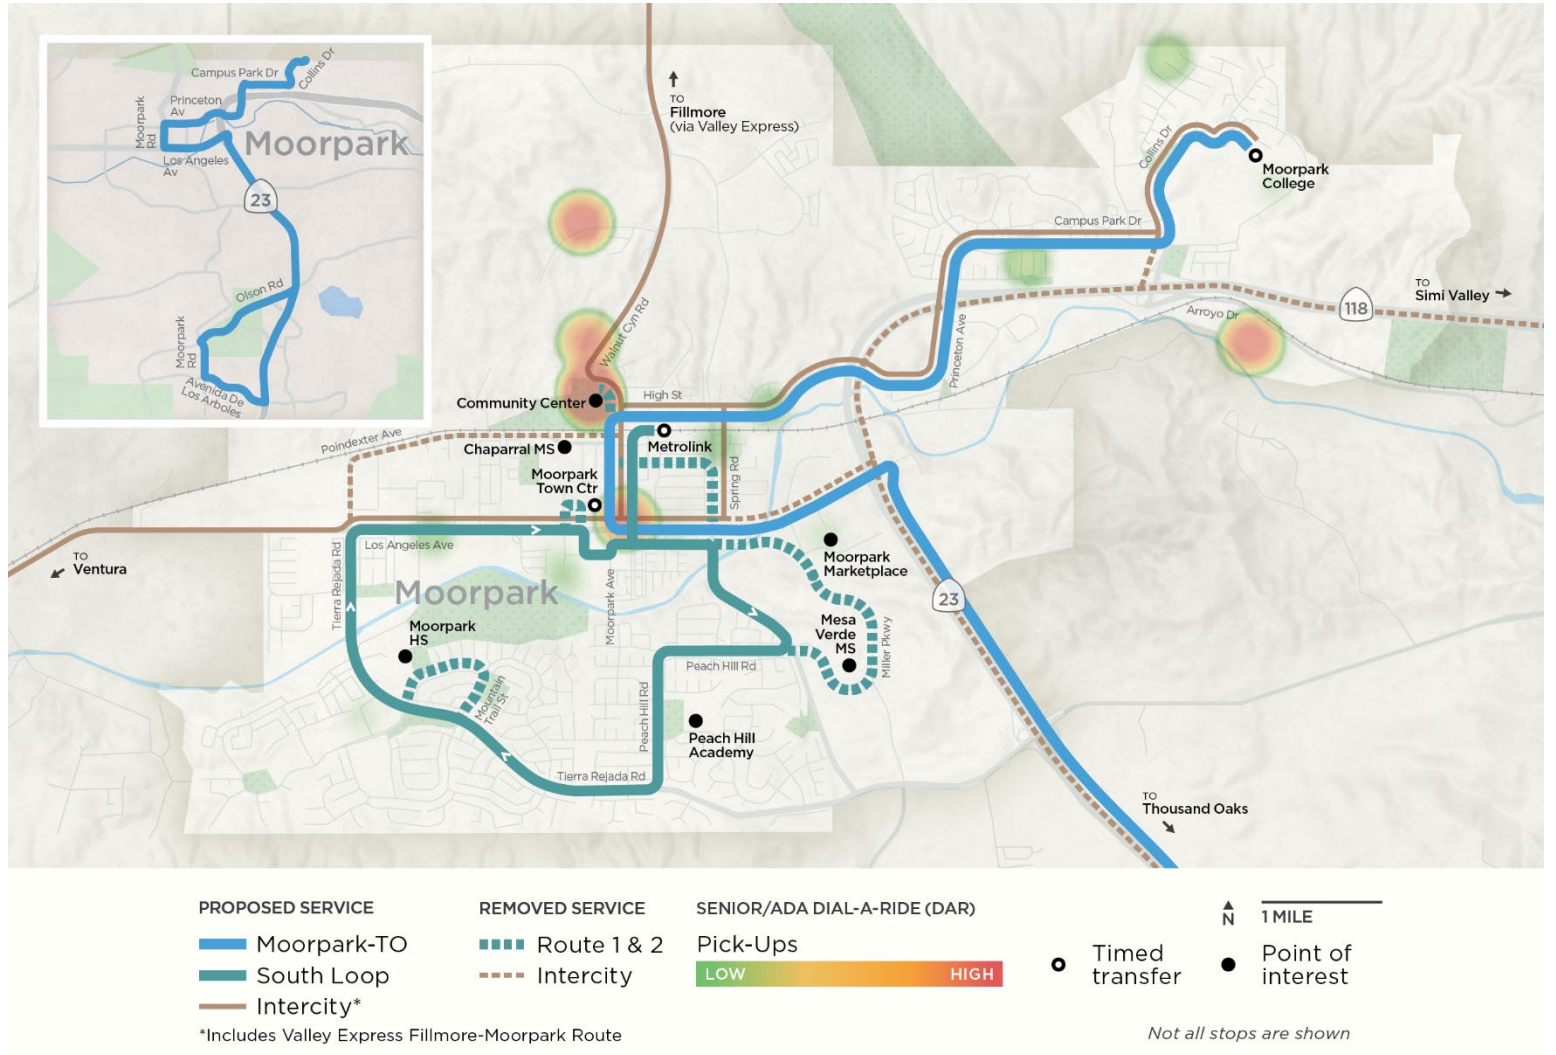 Campus Park Dr
Collins Dr
Princeton
Av
Moorpark
Rd
Moorpark
Los Angeles
Av
23
Olson Rd
Moorpark
Rd
Avenida De
Los Arboles
TO
Fillmore
(via Valley Express)
Collins Dr
Moorpark
College
Campus Park Dr
TO
Simi Valley
118
Arroyo Dr
Walnut Cyn Rd
Princeton Ave
High St
Community Center
Poindexter Ave
Chaparral MS
Metrolink
Moorpark
Town Ctr
Spring Rd
Los Angeles Ave
TO
Ventura
Tierra Rejada Rd
Moorpark
Moorpark
Marketplace
Moorpark Ave
23
Moorpark
HS
Mesa
Verde
MS
Miller Pkwy
Peach Hill Rd
Mountain
Trail St
Peach Hill Rd
Peach Hill
Academy
Tierra Rejada Rd
TO
Thousand Oaks
PROPOSED SERVICE
Moorpark-TO
South Loop
Intercity*
*Includes Valley Express Fillmore-Moorpark Route
REMOVED SERVICE
Route 1 & 2
Intercity
SENIOR/ADA DIAL-A-RIDE (DAR)
Pick-Ups
LOW
HIGH
Timed
transfer
N
1 MILE
Point of
interest
Not all stops are shown